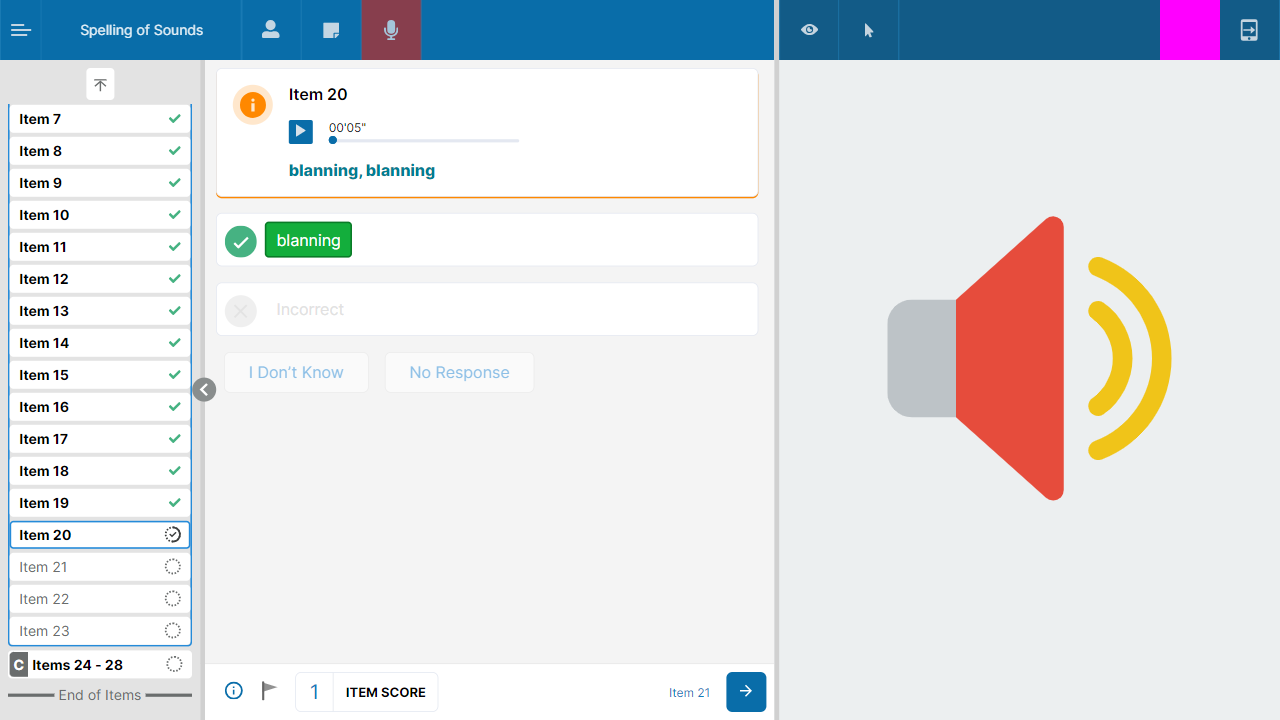 Spelling of Sounds
Item 7
Item 8
Item 9
Item 10
Item 11
Item 12
Item 13
Item 14
Item 15
Item 16
Item 17
Item 18
Item 19
Item 20
Item 21
Item 22
Item 23
C Items 24 - 28
End of Items
Item 20
00'05"
blanning, blanning
blanning
Incorrect
I Don’t Know
No Response
1 ITEM SCORE
Item 21